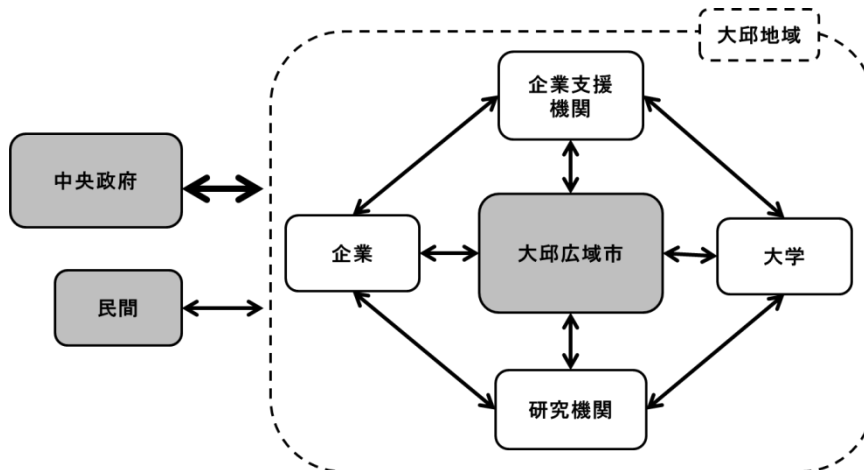 大邱地域
企業支援
機関
中央政府
企業
大邱広域市
大学
民間
研究機関